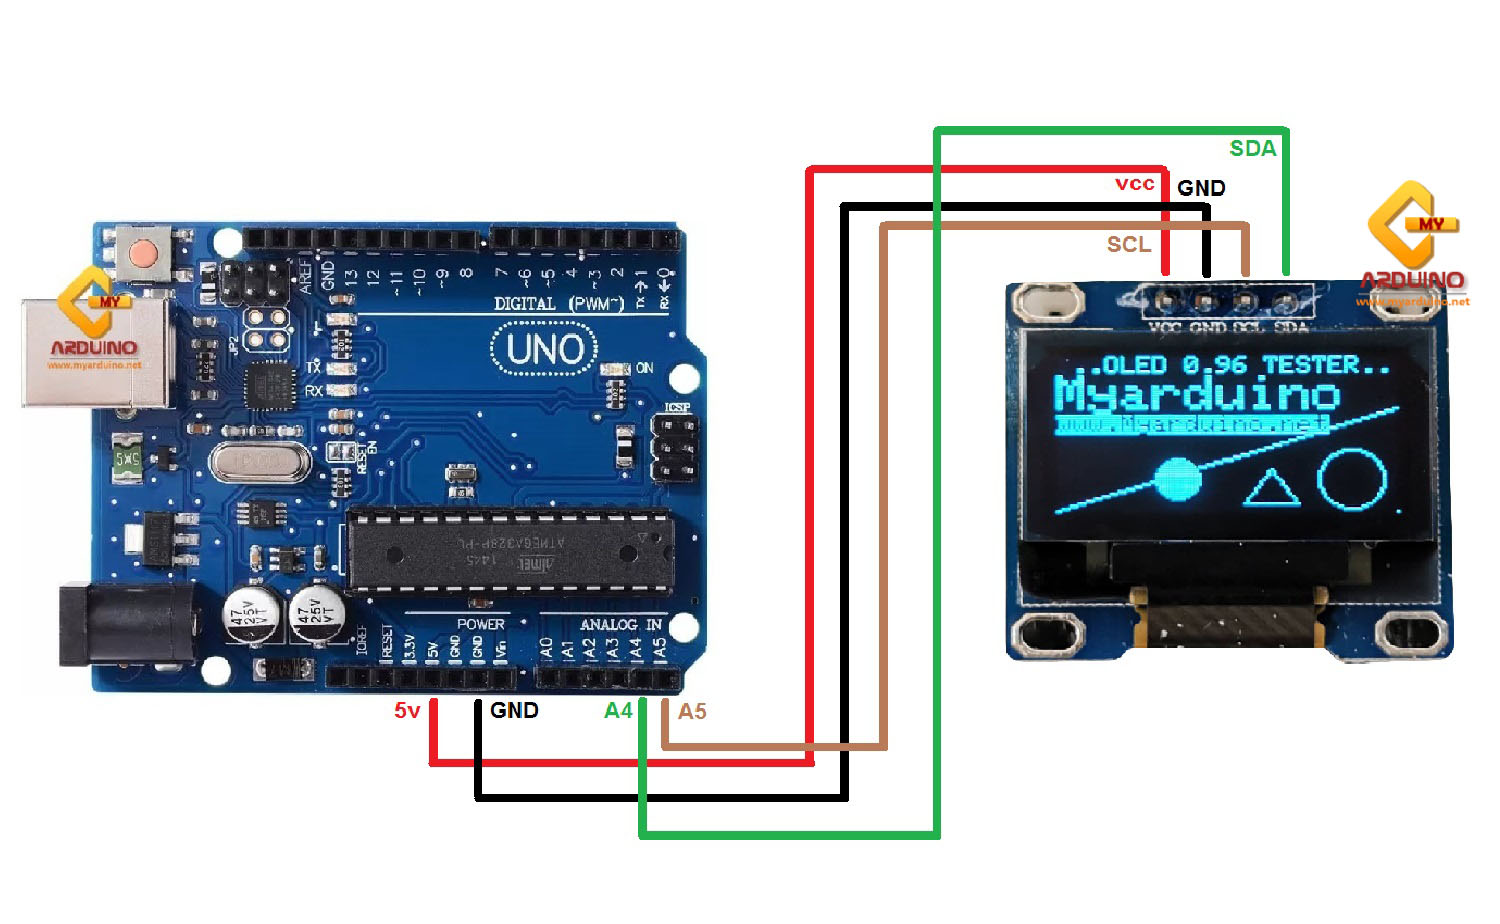 SDA
vcc
GND
SCL
MY
ARDUINO
www.myarduino.net
MY
ARDUINO
www.myarduino.net
AREF
GND
13
12
~11
~10
~9
8
7
~6
~5
4
~3
2
TX→1
RX←0
DIGITAL (PWM~)
UNO
JP2
L
TX
RX
ON
ICSP
RESET
EN
5X5
ATMEGA328P-PU
1445
Atmel
47
25V
VT
47
25V
VT
POWER
ANALOG IN
IOREF
RESET
3.3V
5V
GND
GND
Vin
A0
A1
A2
A3
A4
A5
5v
GND
A4
A5
VCC GND SCL SDA
..OLED 0.96 TESTER..
Myarduino
www.Myarduino.net